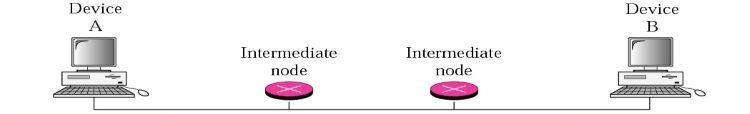 Device
A
Intermediate
node
Intermediate
node
Device
B